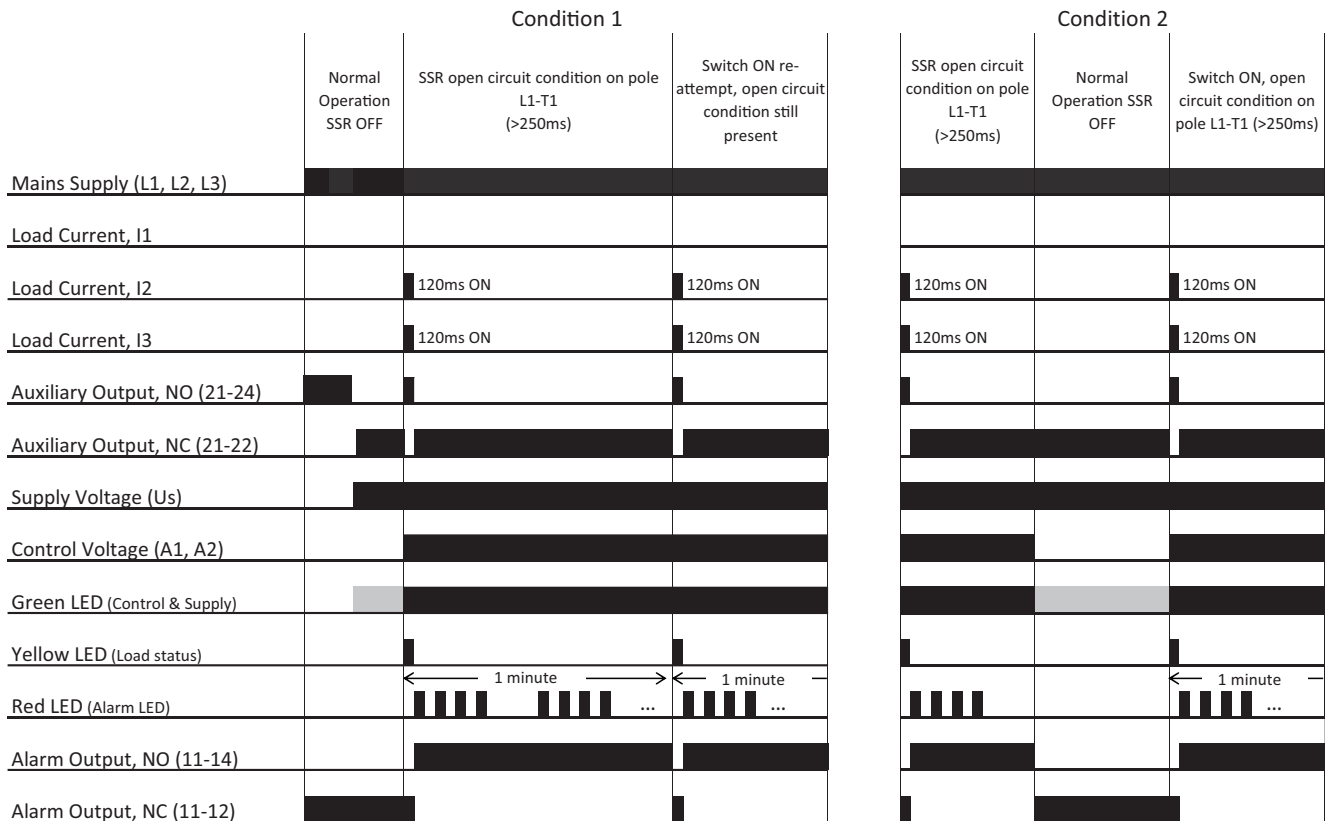 Condition 1
Condition 2
Normal
Operation
SSR OFF
SSR open circuit condition on pole
L1-T1
(>250ms)
Switch ON re-
attempt, open circuit
condition still
present
SSR open circuit
condition on pole
L1-T1
(>250ms)
Normal
Operation SSR
OFF
Switch ON, open
circuit condition on
pole L1-T1 (>250ms)
Mains Supply (L1, L2, L3)
Load Current, I1
Load Current, I2
120ms ON
120ms ON
120ms ON
120ms ON
Load Current, I3
120ms ON
120ms ON
120ms ON
120ms ON
Auxiliary Output, NO (21-24)
Auxiliary Output, NC (21-22)
Supply Voltage (Us)
Control Voltage (A1, A2)
Green LED (Control & Supply)
Yellow LED (Load status)
1 minute
1 minute
1 minute
Red LED (Alarm LED)
...
...
...
Alarm Output, NO (11-14)
Alarm Output, NC (11-12)